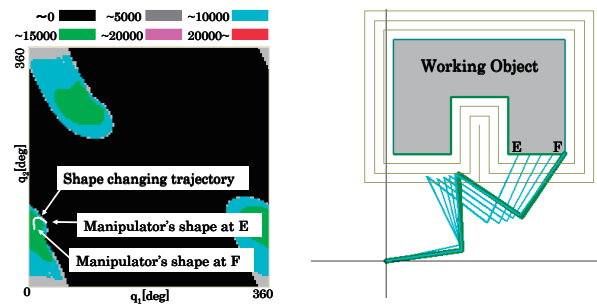 ~0 ~5000 ~10000
~15000 ~20000 20000~
360
q₂[deg]
Shape changing trajectory
Manipulator's shape at E
Manipulator's shape at F
0 q₁[deg] 360
Working Object
E F